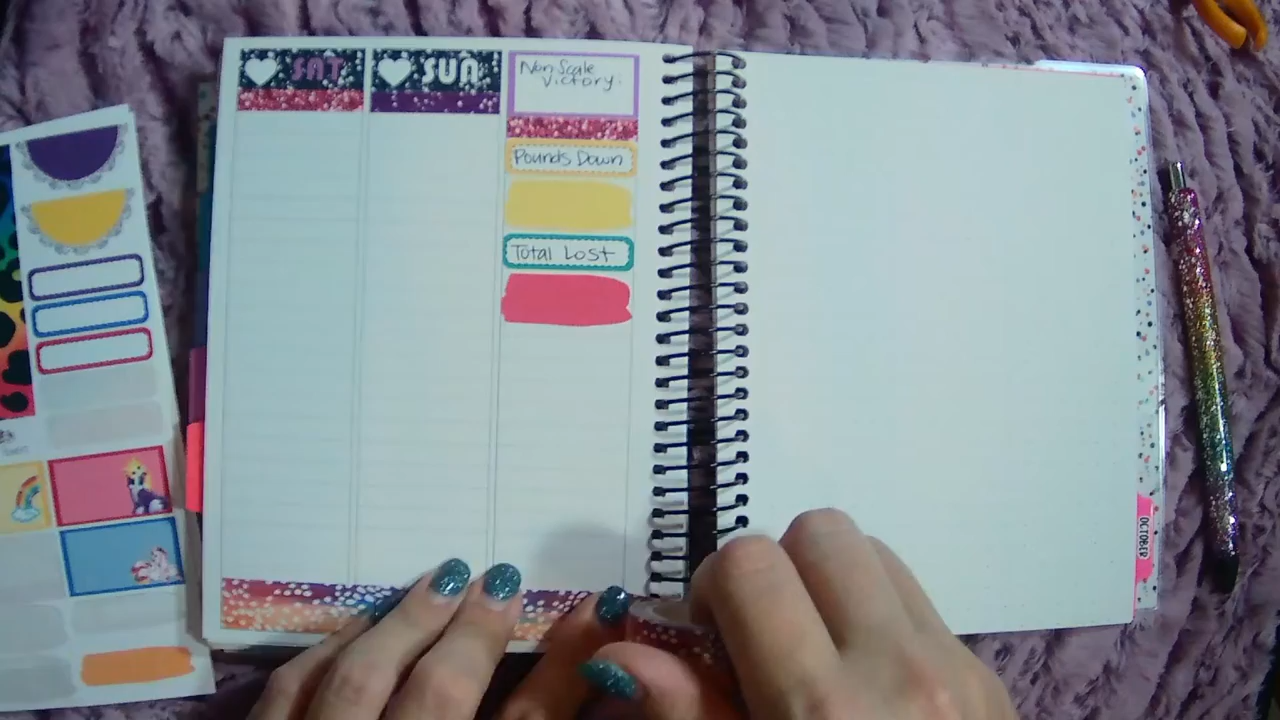 SAT
SUN
Non Scale
Victory:
Pounds Down
Total Lost
OCTOBER